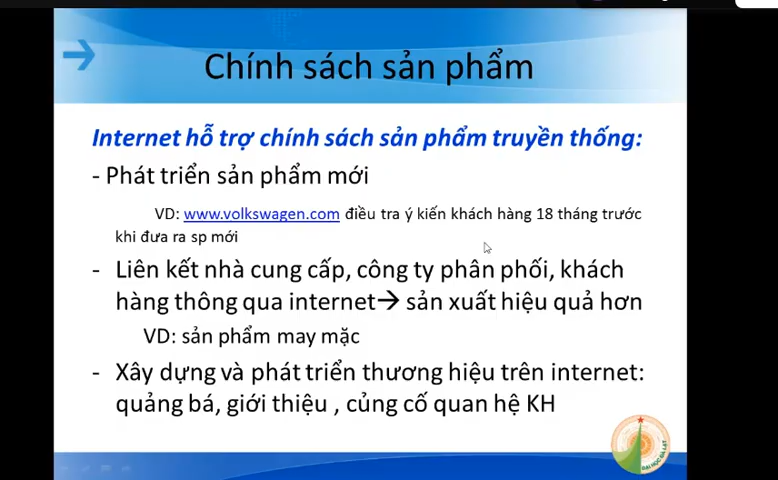 Chính sách sản phẩm
Internet hỗ trợ chính sách sản phẩm truyền thống:
- Phát triển sản phẩm mới
VD: www.volkswagen.com điều tra ý kiến khách hàng 18 tháng trước
khi đưa ra sp mới
- Liên kết nhà cung cấp, công ty phân phối, khách
hàng thông qua internet→ sản xuất hiệu quả hơn
VD: sản phẩm may mặc
- Xây dựng và phát triển thương hiệu trên internet:
quảng bá, giới thiệu , củng cố quan hệ KH
ĐẠI HỌC ĐÀ LẠT